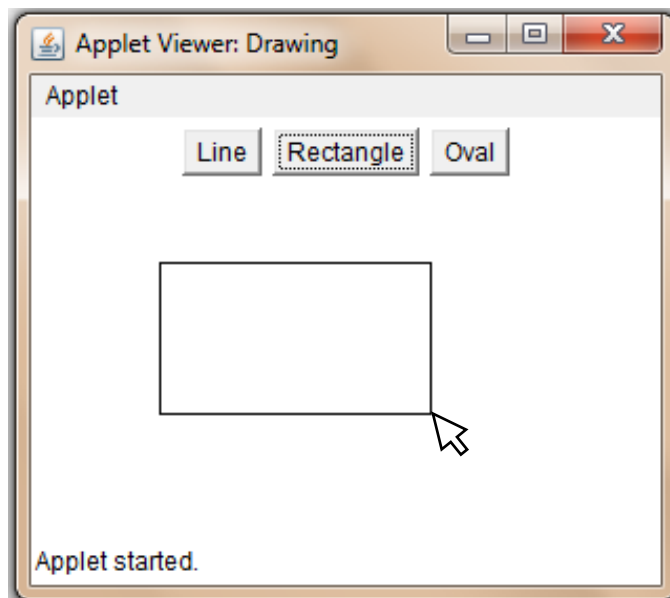 Applet Viewer: Drawing
Applet
Line Rectangle Oval
Applet started.